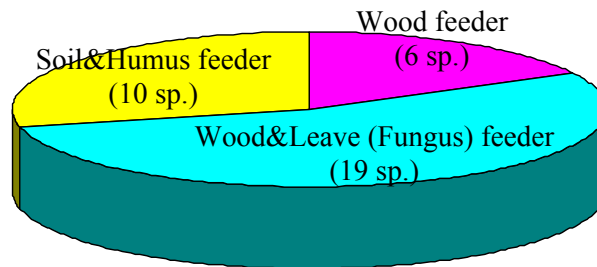 Wood feeder
(6 sp.)
Soil&Humus feeder
(10 sp.)
Wood&Leave (Fungus) feeder
(19 sp.)